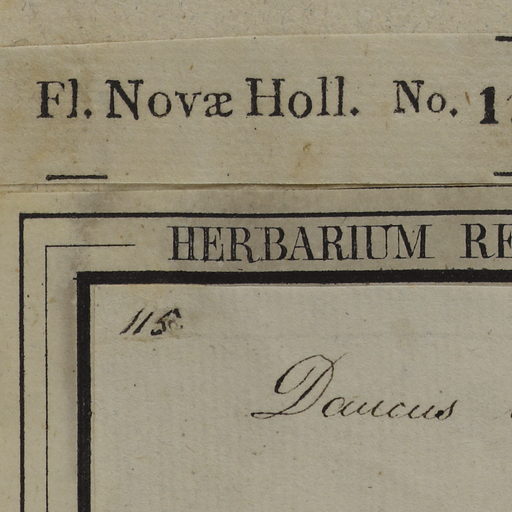 Fl. Novæ Holl. No. 1
HERBARIUM RE
115
Daucus